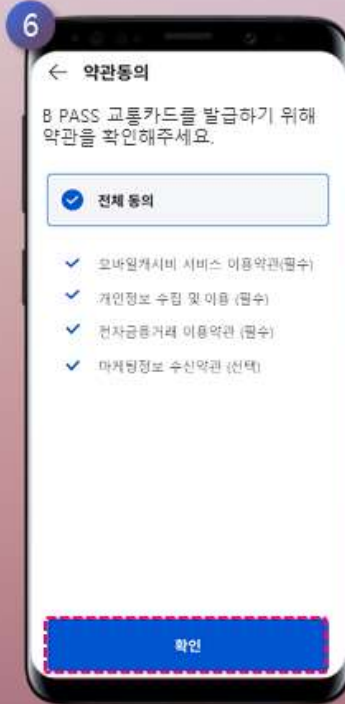 6
← 약관동의
B PASS 교통카드를 발급하기 위해
약관을 확인해주세요.
전체 동의
모바일캐시비 서비스 이용약관(필수)
개인정보 수집 및 이용 (필수)
전자금융거래 이용약관 (필수)
마케팅정보 수신약관 (선택)
확인